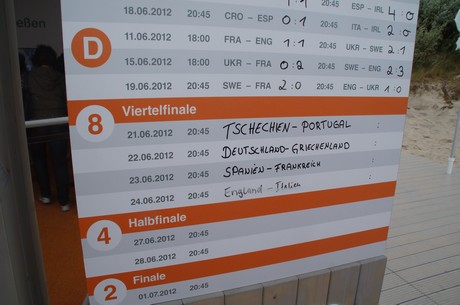 ießen
18.06.2012 20:45 CRO - ESP 0:1 ESP - IRL 4:0
20:45 ITA - IRL 2:0
D
11.06.2012 18:00 FRA - ENG 1:1 UKR - SWE 2:1
15.06.2012 18:00 UKR - FRA 0:2 SWE - ENG 2:3
19.06.2012 20:45 SWE - FRA 2:0 ENG - UKR 1:0
8 Viertelfinale
21.06.2012 20:45 TSCHECHIEN - PORTUGAL :
22.06.2012 20:45 DEUTSCHLAND - GRIECHENLAND :
23.06.2012 20:45 SPANIEN - FRANKREICH :
24.06.2012 20:45 England - Italien :
4 Halbfinale
27.06.2012 20:45
28.06.2012 20:45
2 Finale
01.07.2012 20:45